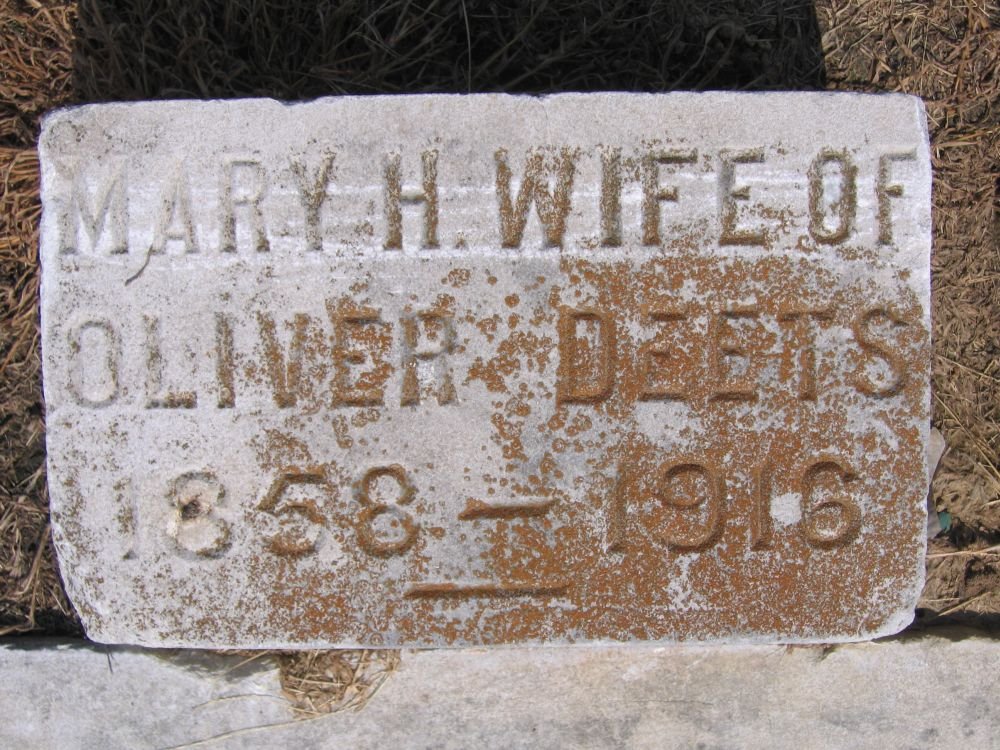 MARY H. WIFE OF
OLIVER DEETS
1858 — 1916